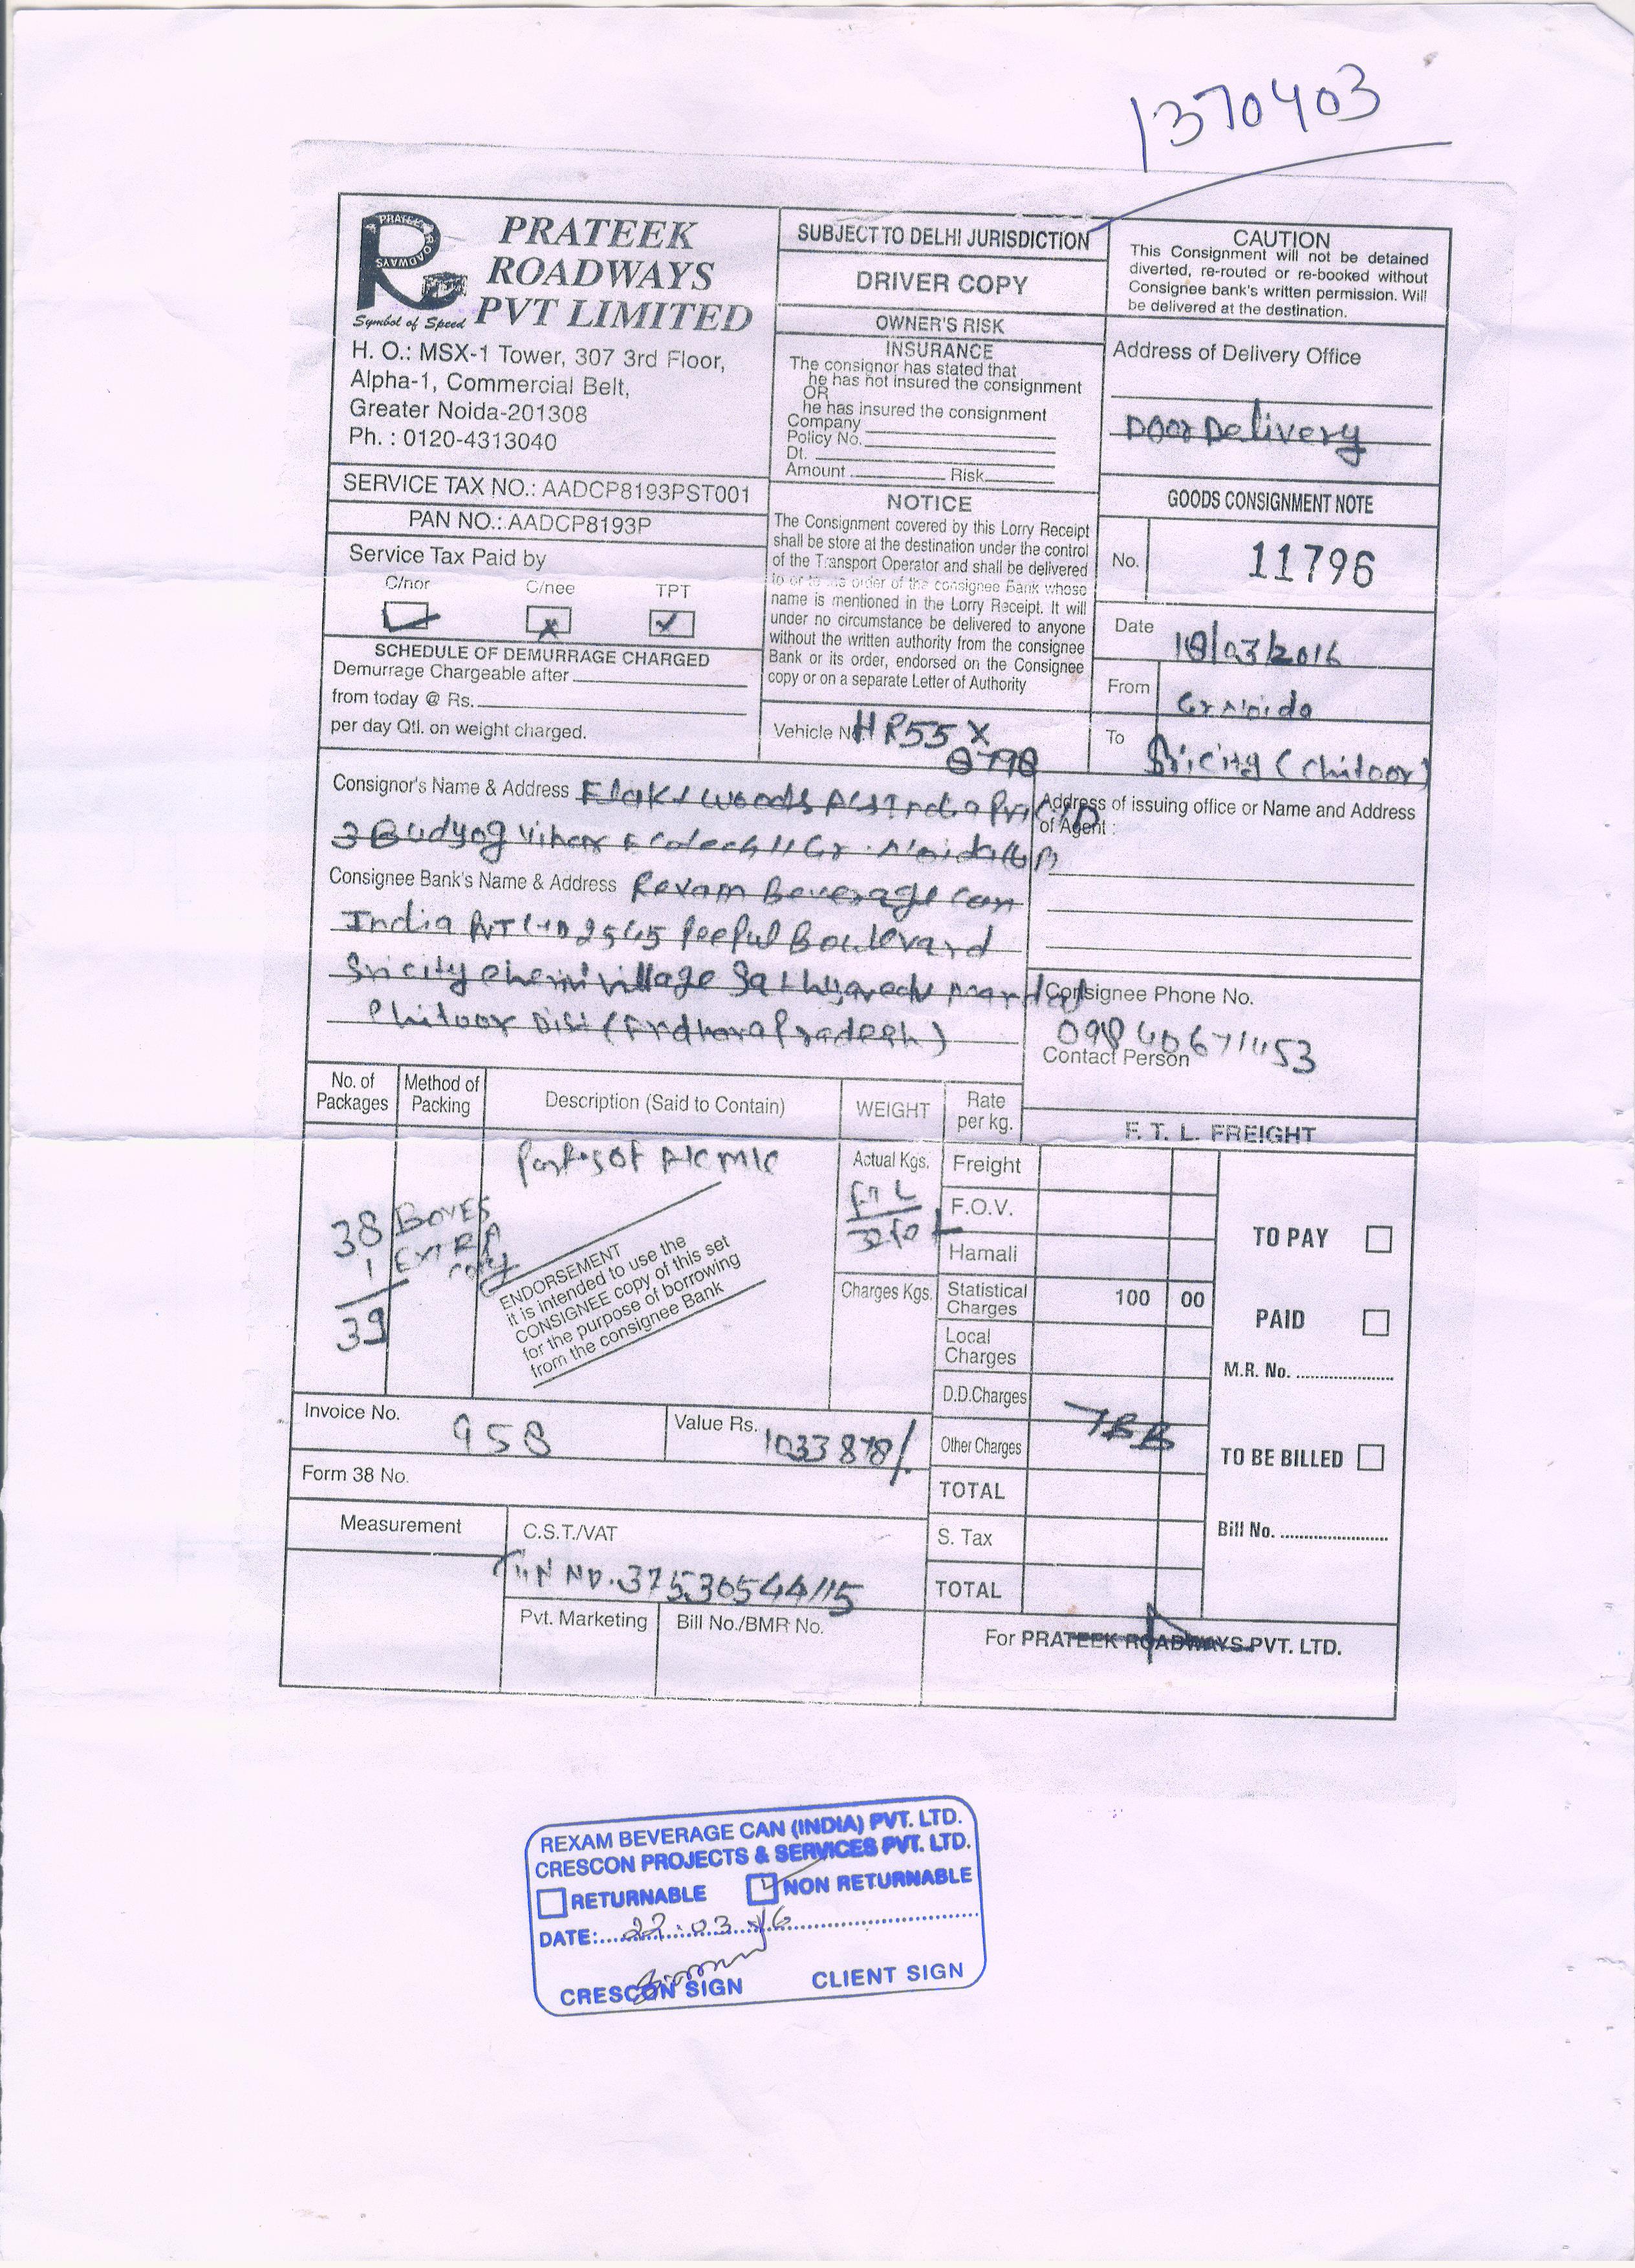 1370403
PRATEEK ROADWAYS
PRATEEK
ROADWAYS
PVT LIMITED
Symbol of Speed
H. O.: MSX-1 Tower, 307 3rd Floor,
Alpha-1, Commercial Belt,
Greater Noida-201308
Ph. : 0120-4313040
SERVICE TAX NO.: AADCP8193PST001
PAN NO.: AADCP8193P
Service Tax Paid by
C/nor C/nee TPT
SCHEDULE OF DEMURRAGE CHARGED
Demurrage Chargeable after
from today @ Rs.
per day Qtl. on weight charged.
SUBJECT TO DELHI JURISDICTION
DRIVER COPY
OWNER'S RISK
INSURANCE
The consignor has stated that
he has not insured the consignment
OR
he has insured the consignment
Company
Policy No.
Dt.
Amount Risk
NOTICE
The Consignment covered by this Lorry Receipt
shall be store at the destination under the control
of the Transport Operator and shall be delivered
to or to its order of the consignee Bank whose
name is mentioned in the Lorry Receipt. It will
under no circumstance be delivered to anyone
without the written authority from the consignee
Bank or its order, endorsed on the Consignee
copy or on a separate Letter of Authority
Vehicle No. HR55 X
CAUTION
This Consignment will not be detained
diverted, re-routed or re-booked without
Consignee bank's written permission. Will
be delivered at the destination.
Address of Delivery Office
Door Delivery
GOODS CONSIGNMENT NOTE
No. 11796
Date 18/03/2016
From Gr Noida
To Sricity (Chitoor)
Consignor's Name & Address woods India Pvt LTD
Udyog Vihar Gr. Noida
Consignee Bank's Name & Address Rexam Beverage Can
India PVT LTD 2545 Peepul Boulevard
Sricity village Mandal
Chitoor Dist (Andhra Pradesh)
Address of issuing office or Name and Address
of Agent :
Consignee Phone No.
Contact Person
No. of Packages
Method of Packing
Description (Said to Contain)
WEIGHT
Rate per kg.
F. T. L. FREIGHT
Parts of
38 BOXES
1 EXTRA
39
ENDORSEMENT
it is intended to use the
CONSIGNEE copy of this set
for the purpose of borrowing
from the consignee Bank
Actual Kgs.
FTL
Charges Kgs.
Freight
F.O.V.
Hamali
Statistical Charges 100 00
Local Charges
D.D.Charges
Other Charges
TBB
TOTAL
S. Tax
TOTAL
TO PAY
PAID
M.R. No.
TO BE BILLED
Bill No.
Invoice No. 958
Value Rs. 1033878/
Form 38 No.
Measurement
C.S.T./VAT
TIN NO. 37530544115
Pvt. Marketing
Bill No./BMR No.
For PRATEEK ROADWAYS PVT. LTD.
REXAM BEVERAGE CAN (INDIA) PVT. LTD.
CRESCON PROJECTS & SERVICES PVT. LTD.
RETURNABLE NON RETURNABLE
DATE: 22.03.16
CRESCON SIGN CLIENT SIGN